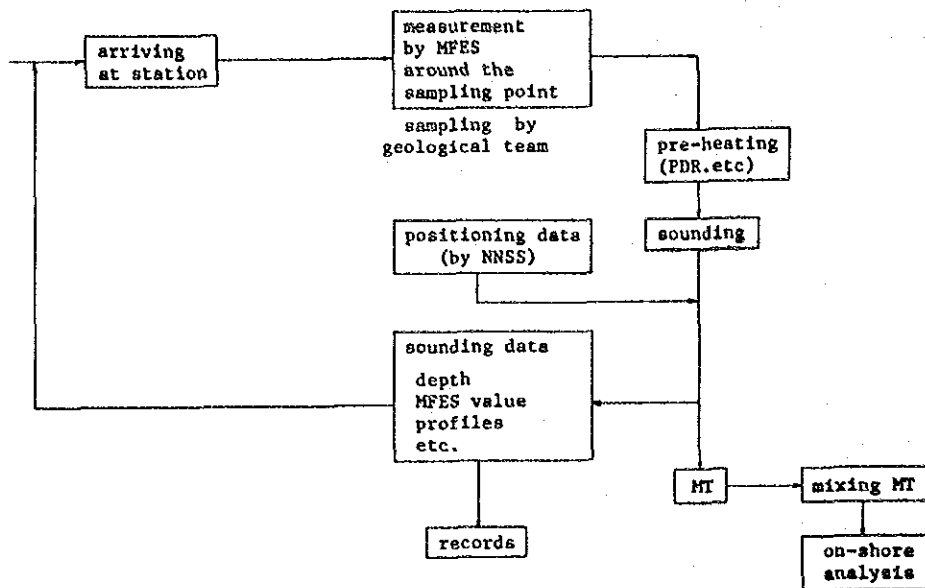 arriving
at station
measurement
by MFES
around the
sampling point
sampling by
geological team
pre-heating
(PDR.etc)
positioning data
(by NNSS)
sounding
sounding data
depth
MFES value
profiles
etc.
MT
mixing MT
records
on-shore
analysis